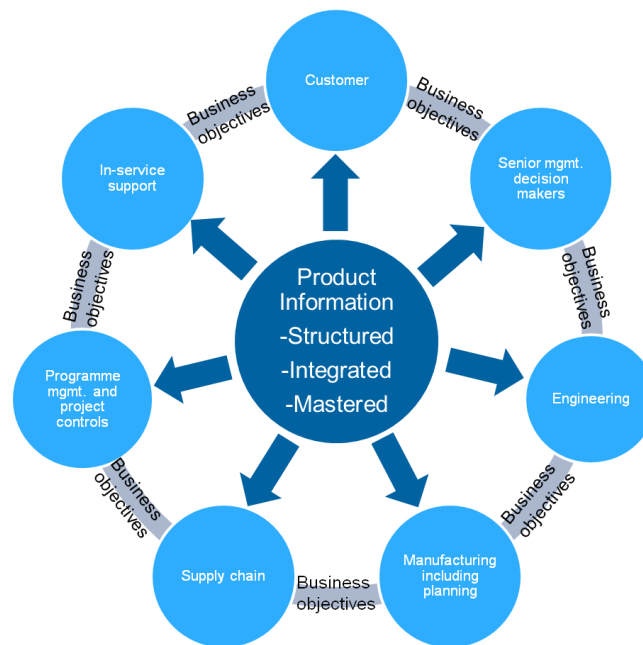 Customer
Business
objectives
Business
objectives
Senior mgmt.
decision
makers
In-service
support
Product
Information
-Structured
-Integrated
-Mastered
Business
objectives
Business
objectives
Programme
mgmt. and
project
controls
Engineering
Business
objectives
Business
objectives
Supply chain
Business
objectives
Manufacturing
including
planning